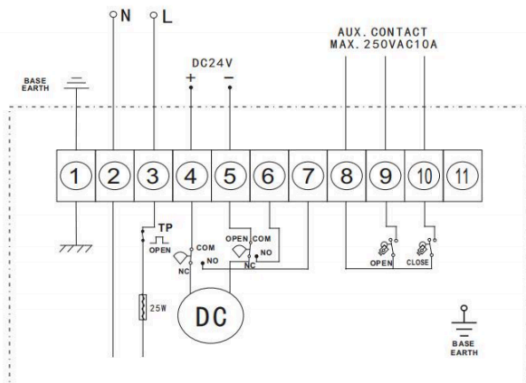 N L
AUX. CONTACT
MAX. 250VAC10A
DC24V
+ −
BASE
EARTH
1 2 3 4 5 6 7 8 9 10 11
TP
OPEN
COM
NO
NC
OPEN COM
NO
NC
OPEN
CLOSE
25W
DC
BASE
EARTH